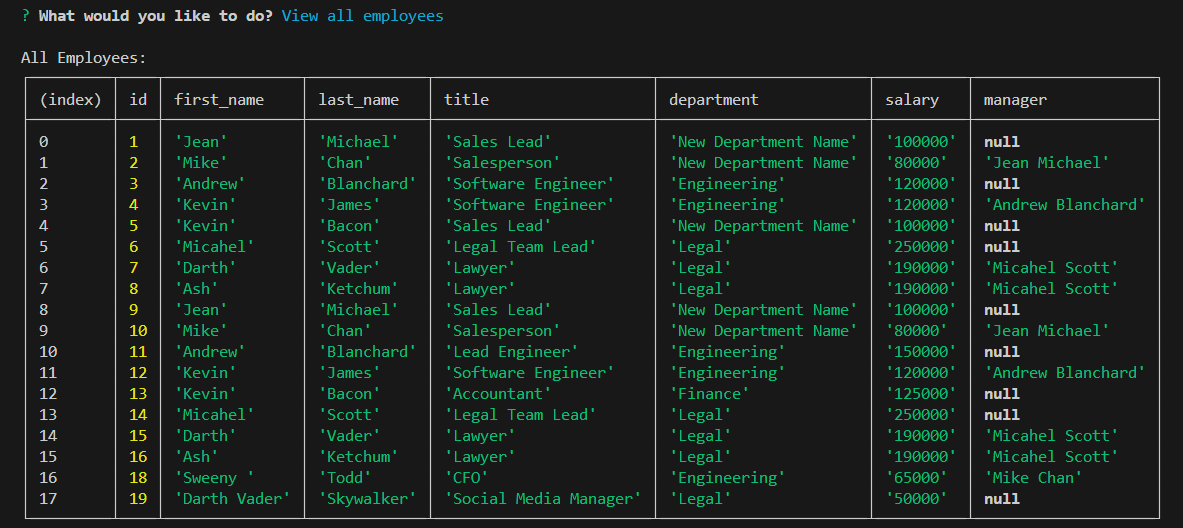 ? What would you like to do? View all employees
All Employees:
(index) id first_name last_name title department salary manager
0 1 'Jean' 'Michael' 'Sales Lead' 'New Department Name' '100000' null
1 2 'Mike' 'Chan' 'Salesperson' 'New Department Name' '80000' 'Jean Michael'
2 3 'Andrew' 'Blanchard' 'Software Engineer' 'Engineering' '120000' null
3 4 'Kevin' 'James' 'Software Engineer' 'Engineering' '120000' 'Andrew Blanchard'
4 5 'Kevin' 'Bacon' 'Sales Lead' 'New Department Name' '100000' null
5 6 'Micahel' 'Scott' 'Legal Team Lead' 'Legal' '250000' null
6 7 'Darth' 'Vader' 'Lawyer' 'Legal' '190000' 'Micahel Scott'
7 8 'Ash' 'Ketchum' 'Lawyer' 'Legal' '190000' 'Micahel Scott'
8 9 'Jean' 'Michael' 'Sales Lead' 'New Department Name' '100000' null
9 10 'Mike' 'Chan' 'Salesperson' 'New Department Name' '80000' 'Jean Michael'
10 11 'Andrew' 'Blanchard' 'Lead Engineer' 'Engineering' '150000' null
11 12 'Kevin' 'James' 'Software Engineer' 'Engineering' '120000' 'Andrew Blanchard'
12 13 'Kevin' 'Bacon' 'Accountant' 'Finance' '125000' null
13 14 'Micahel' 'Scott' 'Legal Team Lead' 'Legal' '250000' null
14 15 'Darth' 'Vader' 'Lawyer' 'Legal' '190000' 'Micahel Scott'
15 16 'Ash' 'Ketchum' 'Lawyer' 'Legal' '190000' 'Micahel Scott'
16 18 'Sweeny ' 'Todd' 'CFO' 'Engineering' '65000' 'Mike Chan'
17 19 'Darth Vader' 'Skywalker' 'Social Media Manager' 'Legal' '50000' null